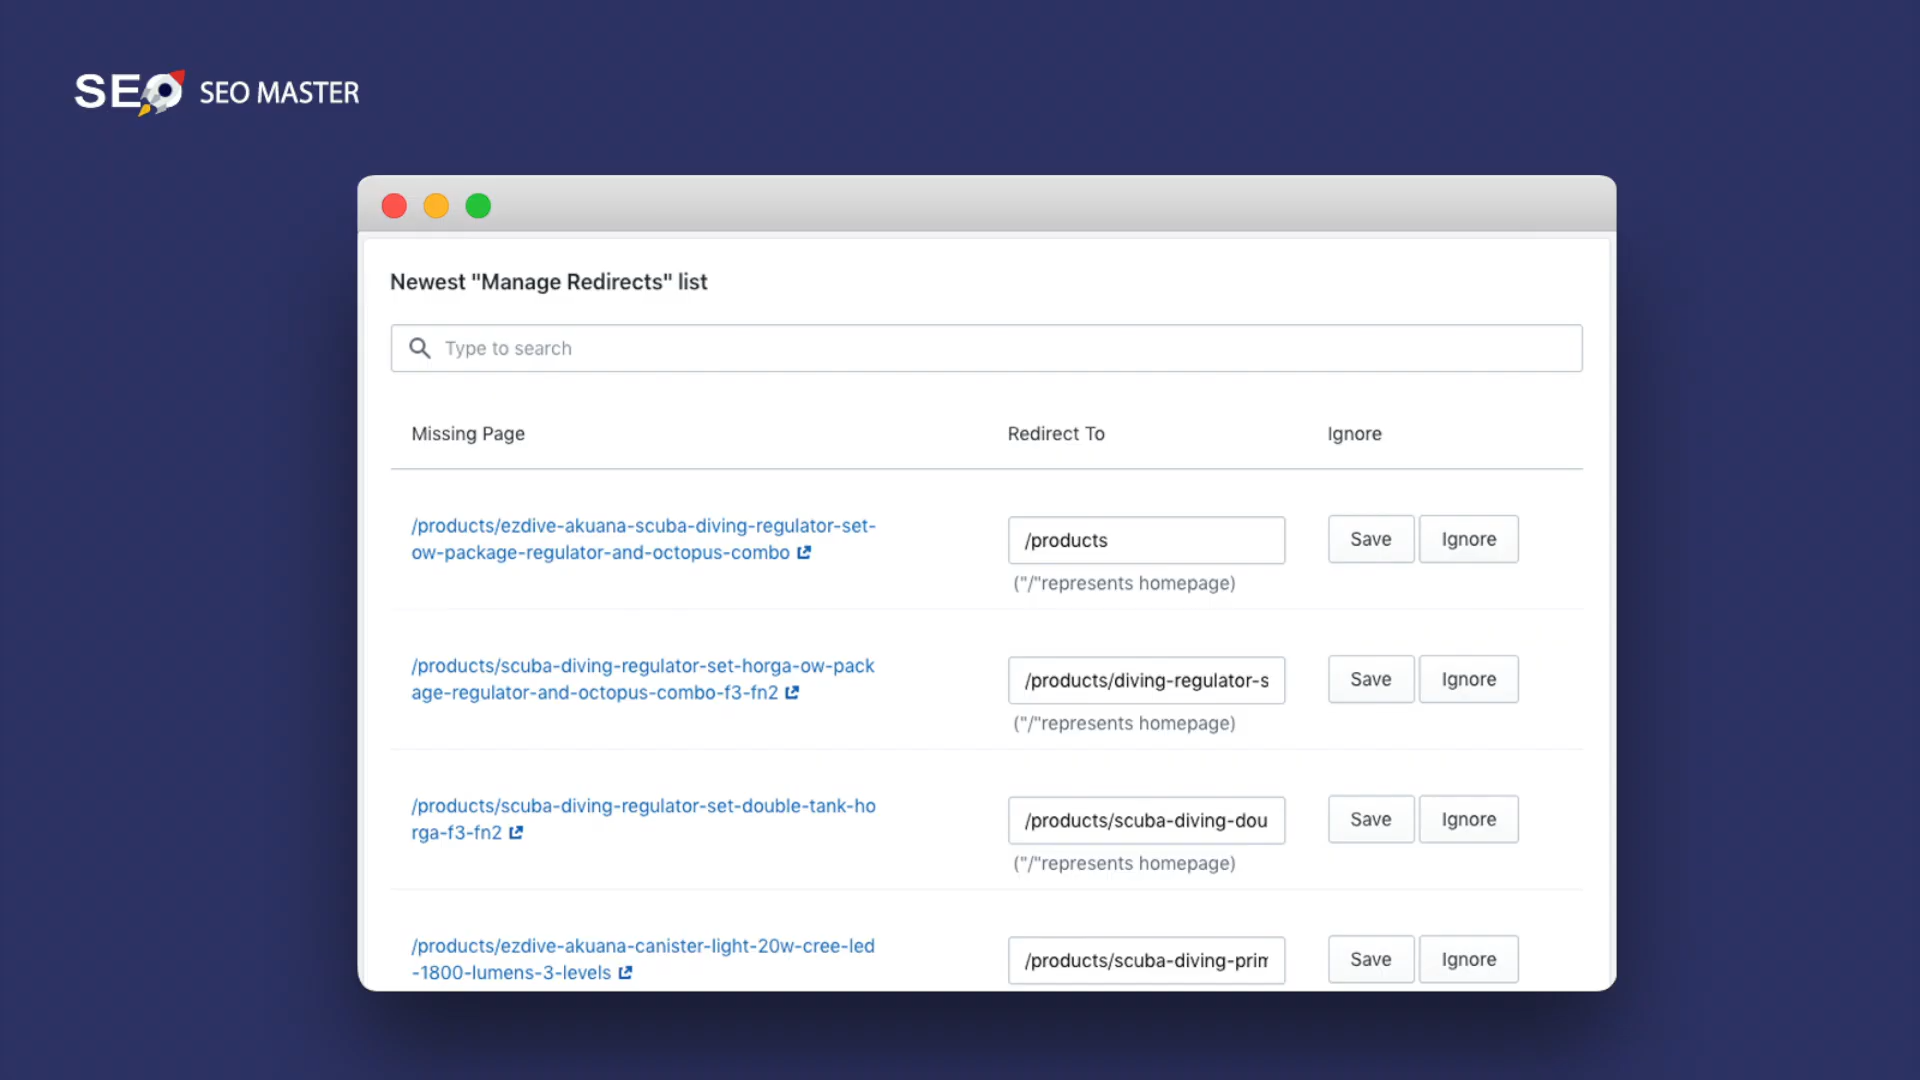 SEO SEO MASTER
Newest "Manage Redirects" list
Type to search
Missing Page Redirect To Ignore
/products/ezdive-akuana-scuba-diving-regulator-set-
ow-package-regulator-and-octopus-combo
/products
("/"represents homepage)
Save Ignore
/products/scuba-diving-regulator-set-horga-ow-pack
age-regulator-and-octopus-combo-f3-fn2
/products/diving-regulator-s
("/"represents homepage)
Save Ignore
/products/scuba-diving-regulator-set-double-tank-ho
rga-f3-fn2
/products/scuba-diving-dou
("/"represents homepage)
Save Ignore
/products/ezdive-akuana-canister-light-20w-cree-led
-1800-lumens-3-levels
/products/scuba-diving-prim
Save Ignore